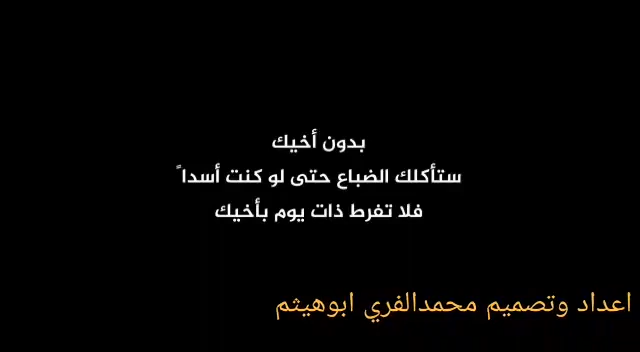 بدون أخيك
ستأكلك الضباع حتى لو كنت أسداً
فلا تفرط ذات يوم بأخيك
اعداد وتصميم محمدالفري ابوهيثم